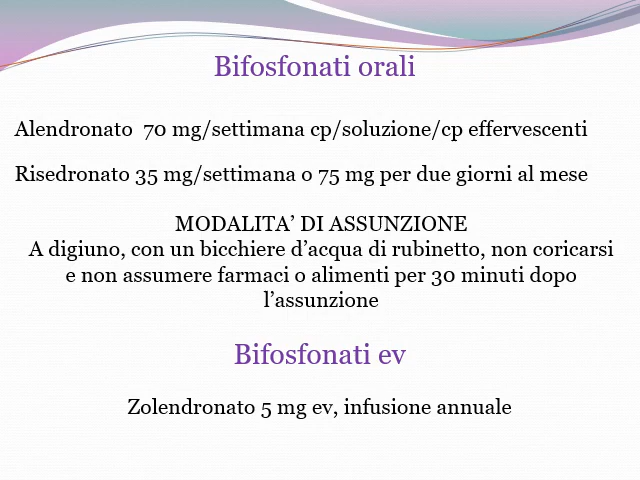 Bifosfonati orali
Alendronato  70 mg/settimana cp/soluzione/cp effervescenti
Risedronato 35 mg/settimana o 75 mg per due giorni al mese
MODALITA’ DI ASSUNZIONE
A digiuno, con un bicchiere d’acqua di rubinetto, non coricarsi
e non assumere farmaci o alimenti per 30 minuti dopo
l’assunzione
Bifosfonati ev
Zolendronato 5 mg ev, infusione annuale